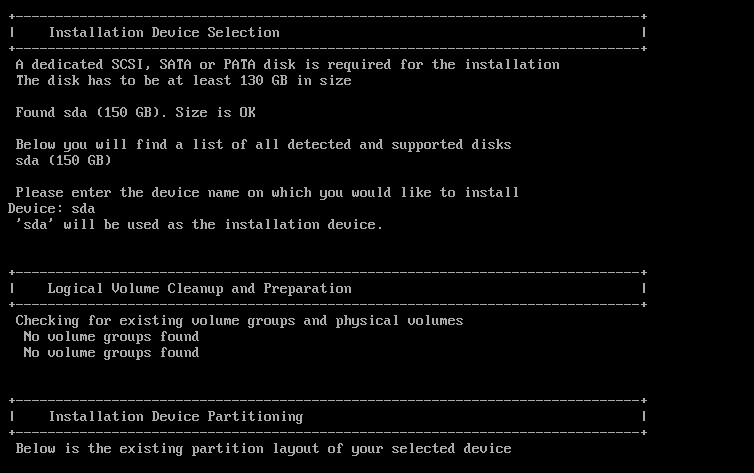 +------------------------------------------------------------------------------+
|    Installation Device Selection                                             |
+------------------------------------------------------------------------------+
A dedicated SCSI, SATA or PATA disk is required for the installation
The disk has to be at least 130 GB in size
Found sda (150 GB). Size is OK
Below you will find a list of all detected and supported disks
sda (150 GB)
Please enter the device name on which you would like to install
Device: sda
'sda' will be used as the installation device.
+------------------------------------------------------------------------------+
|    Logical Volume Cleanup and Preparation                                    |
+------------------------------------------------------------------------------+
Checking for existing volume groups and physical volumes
No volume groups found
No volume groups found
+------------------------------------------------------------------------------+
|    Installation Device Partitioning                                          |
+------------------------------------------------------------------------------+
Below is the existing partition layout of your selected device